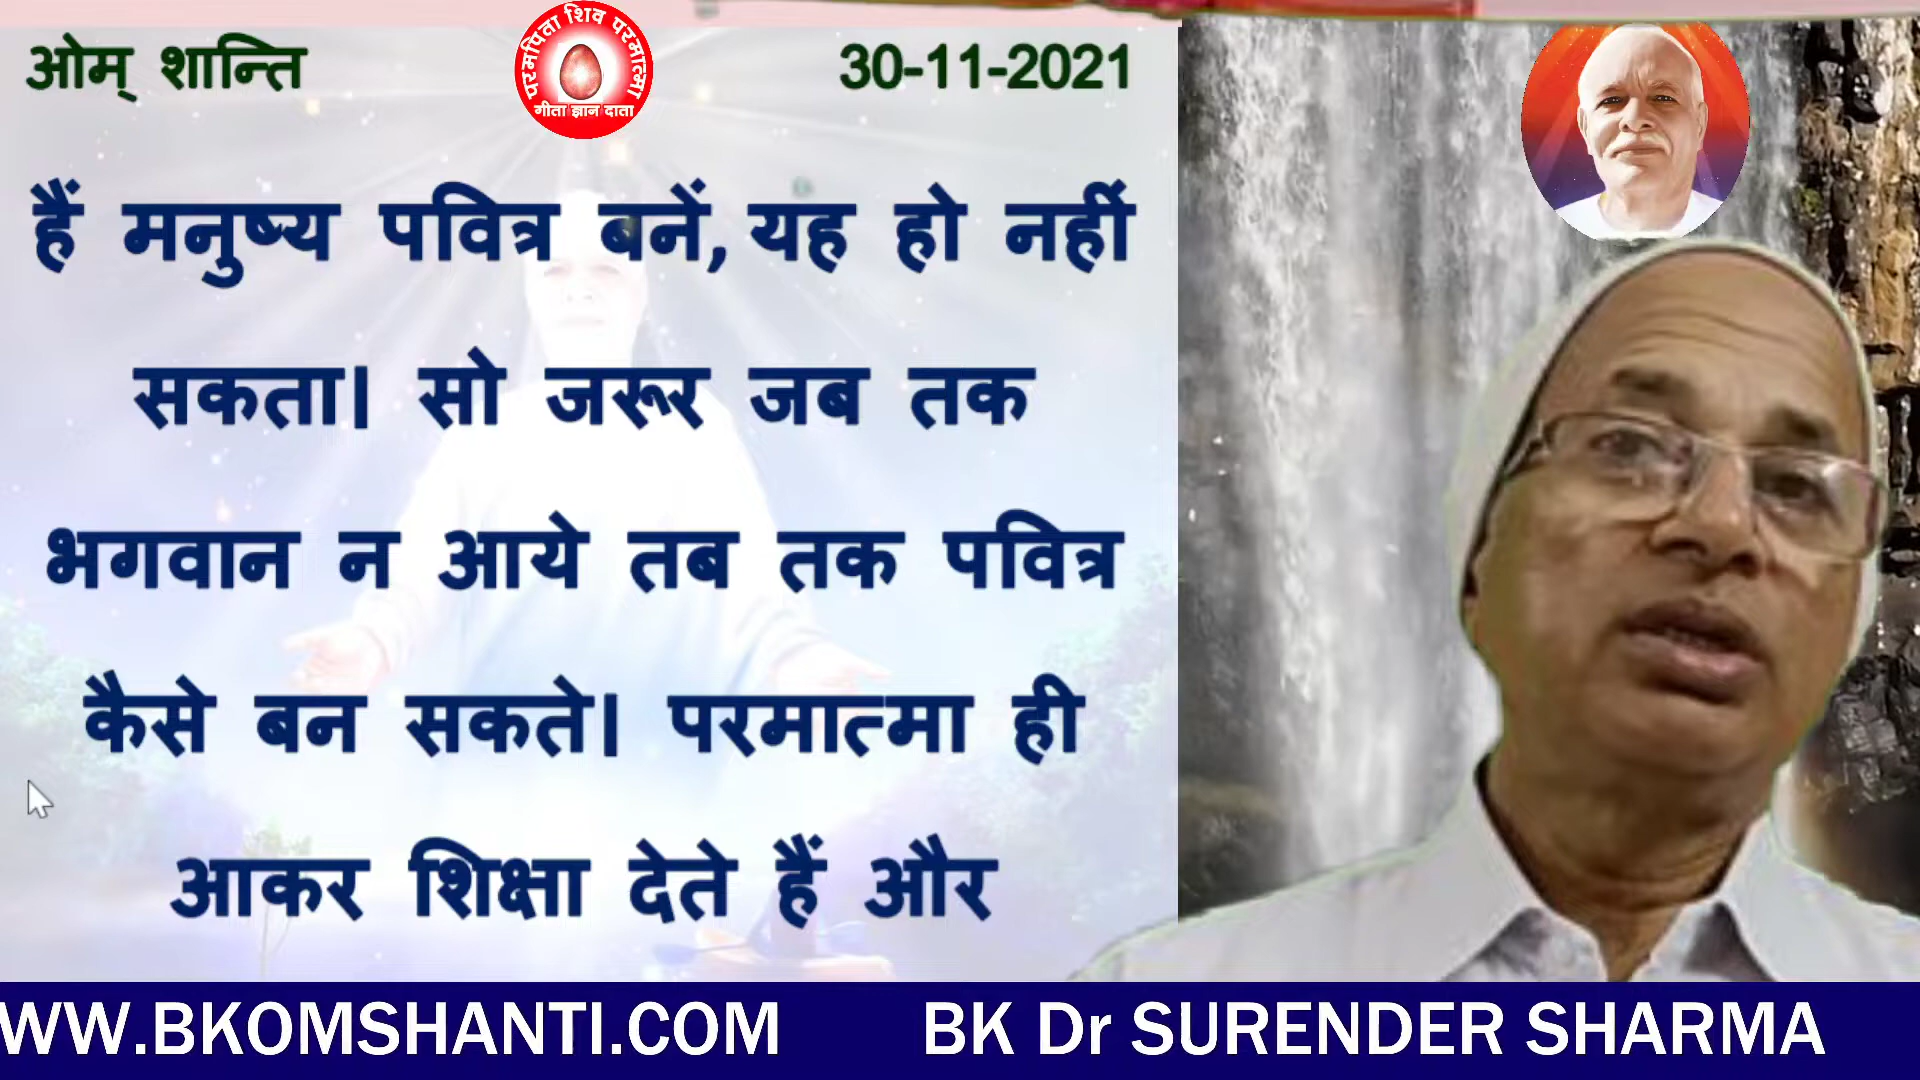 ओम् शान्ति
परमपिता शिव परमात्मा
गीता ज्ञान दाता
30-11-2021
हैं मनुष्य पवित्र बनें, यह हो नहीं
सकता। सो जरूर जब तक
भगवान न आये तब तक पवित्र
कैसे बन सकते। परमात्मा ही
आकर शिक्षा देते हैं और
WW.BKOMSHANTI.COM
BK Dr SURENDER SHARMA